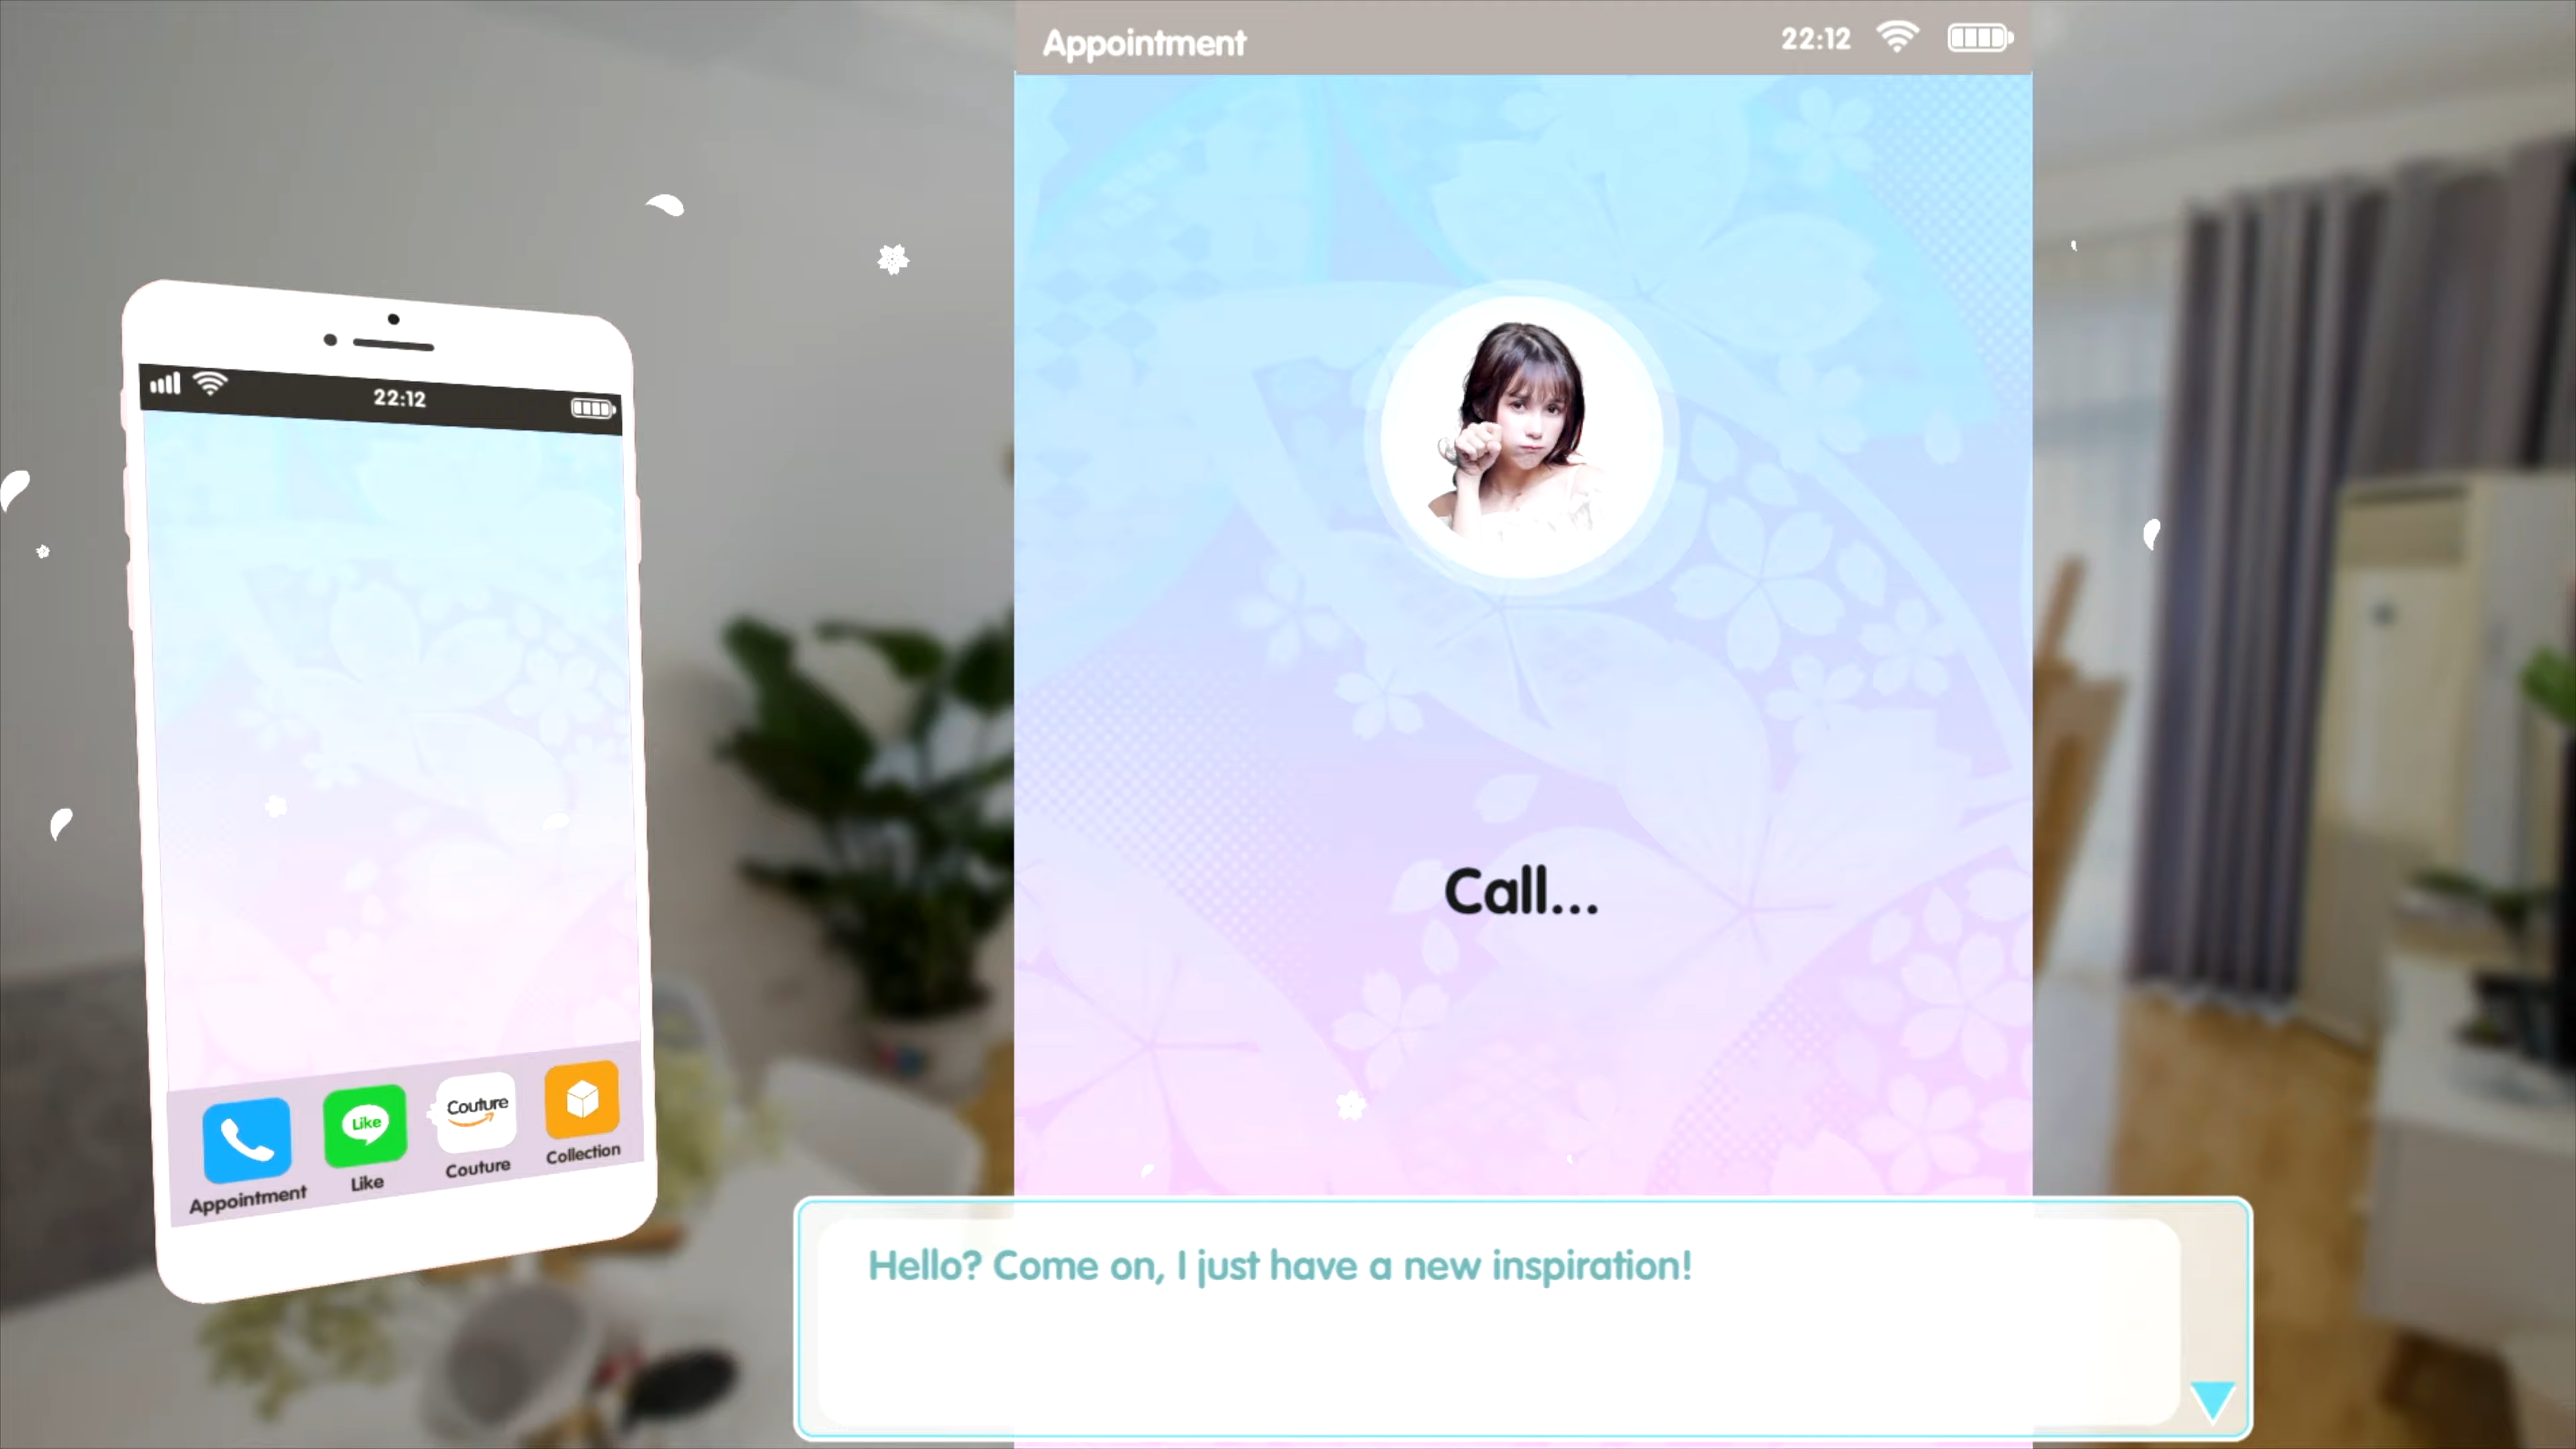 Appointment
22:12
22:12
Call...
Like
Couture
Appointment
Like
Couture
Collection
Hello? Come on, I just have a new inspiration!